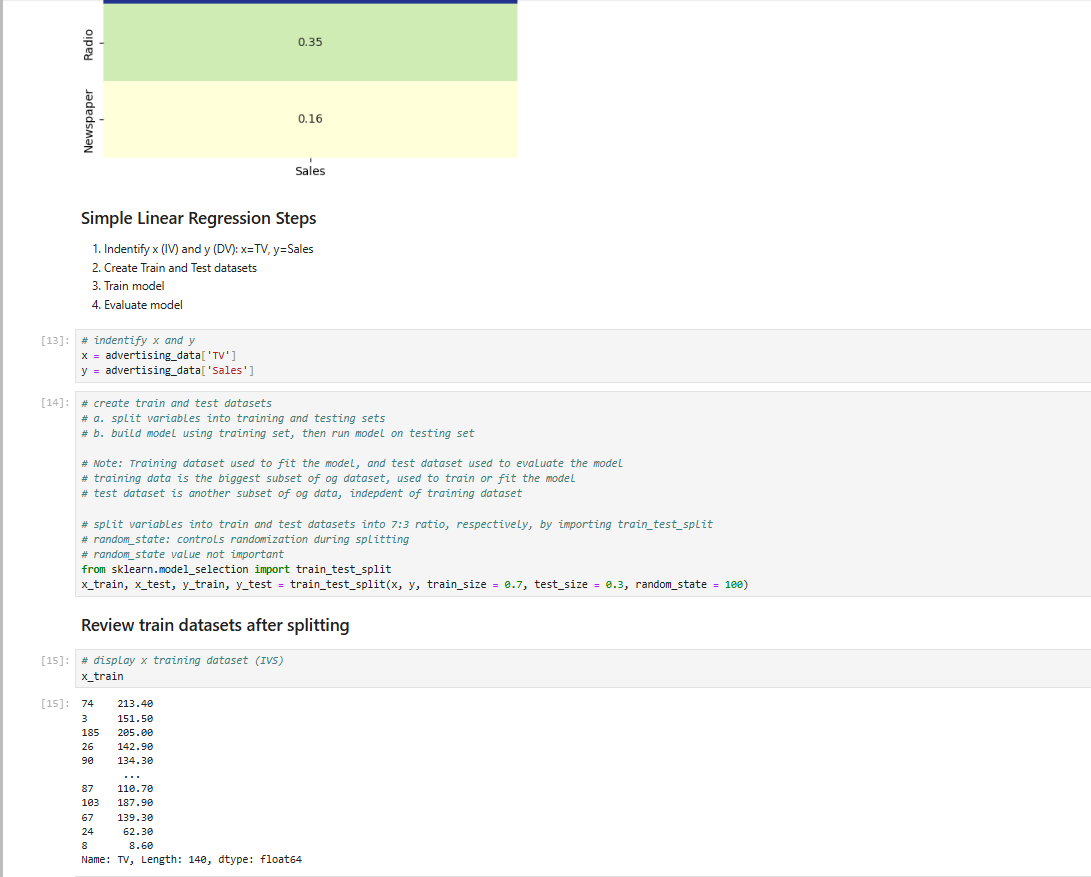 Radio
0.35
Newspaper
0.16
Sales
Simple Linear Regression Steps
1. Indentify x (IV) and y (DV): x=TV, y=Sales
2. Create Train and Test datasets
3. Train model
4. Evaluate model
[13]: # indentify x and y
x = advertising_data['TV']
y = advertising_data['Sales']
[14]: # create train and test datasets
# a. split variables into training and testing sets
# b. build model using training set, then run model on testing set
# Note: Training dataset used to fit the model, and test dataset used to evaluate the model
# training data is the biggest subset of og dataset, used to train or fit the model
# test dataset is another subset of og data, indepdent of training dataset
# split variables into train and test datasets into 7:3 ratio, respectively, by importing train_test_split
# random_state: controls randomization during splitting
# random_state value not important
from sklearn.model_selection import train_test_split
x_train, x_test, y_train, y_test = train_test_split(x, y, train_size = 0.7, test_size = 0.3, random_state = 100)
Review train datasets after splitting
[15]: # display x training dataset (IVS)
x_train
[15]: 74 213.40
3 151.50
185 205.00
26 142.90
90 134.30
...
87 110.70
103 187.90
67 139.30
24 62.30
8 8.60
Name: TV, Length: 140, dtype: float64